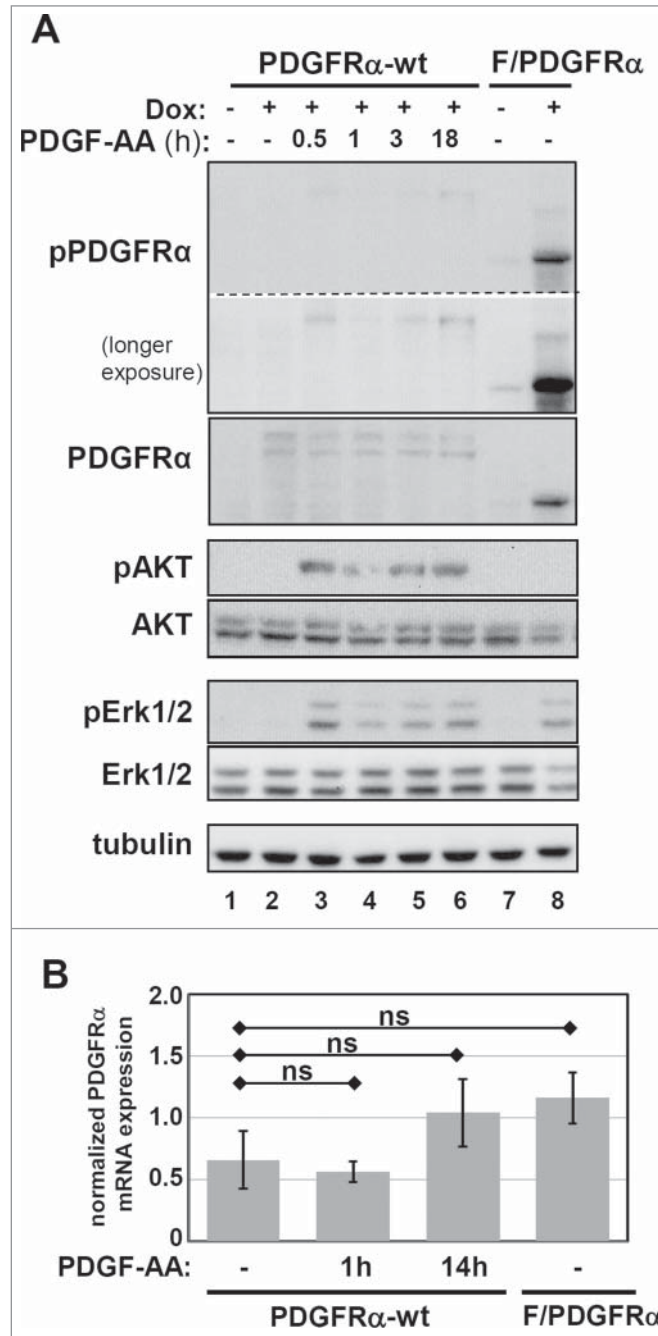 A
PDGFRα-wt F/PDGFRα
Dox: - + + + + + - +
PDGF-AA (h): - - 0.5 1 3 18 - -
pPDGFRα
(longer
exposure)
PDGFRα
pAKT
AKT
pErk1/2
Erk1/2
tubulin
1 2 3 4 5 6 7 8
B
normalized PDGFRα
mRNA expression
2.0
1.5
1.0
0.5
0
ns
ns
ns
PDGF-AA: - 1h 14h -
PDGFRα-wt F/PDGFRα